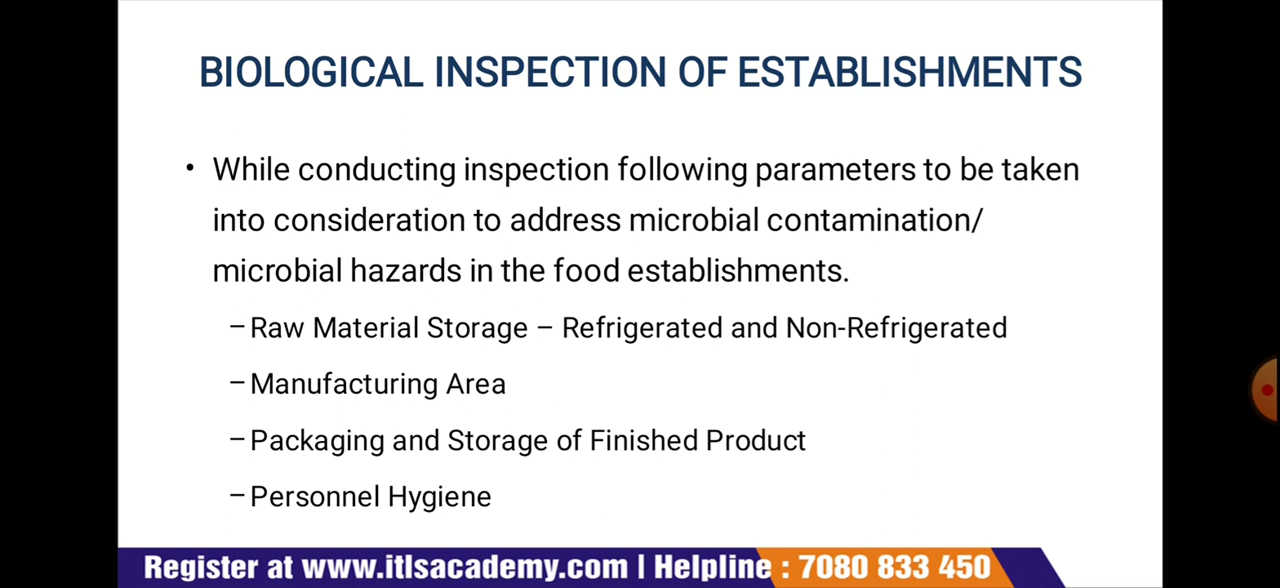 BIOLOGICAL INSPECTION OF ESTABLISHMENTS
• While conducting inspection following parameters to be taken
into consideration to address microbial contamination/
microbial hazards in the food establishments.
– Raw Material Storage – Refrigerated and Non-Refrigerated
– Manufacturing Area
– Packaging and Storage of Finished Product
– Personnel Hygiene
Register at www.itlsacademy.com | Helpline : 7080 833 450